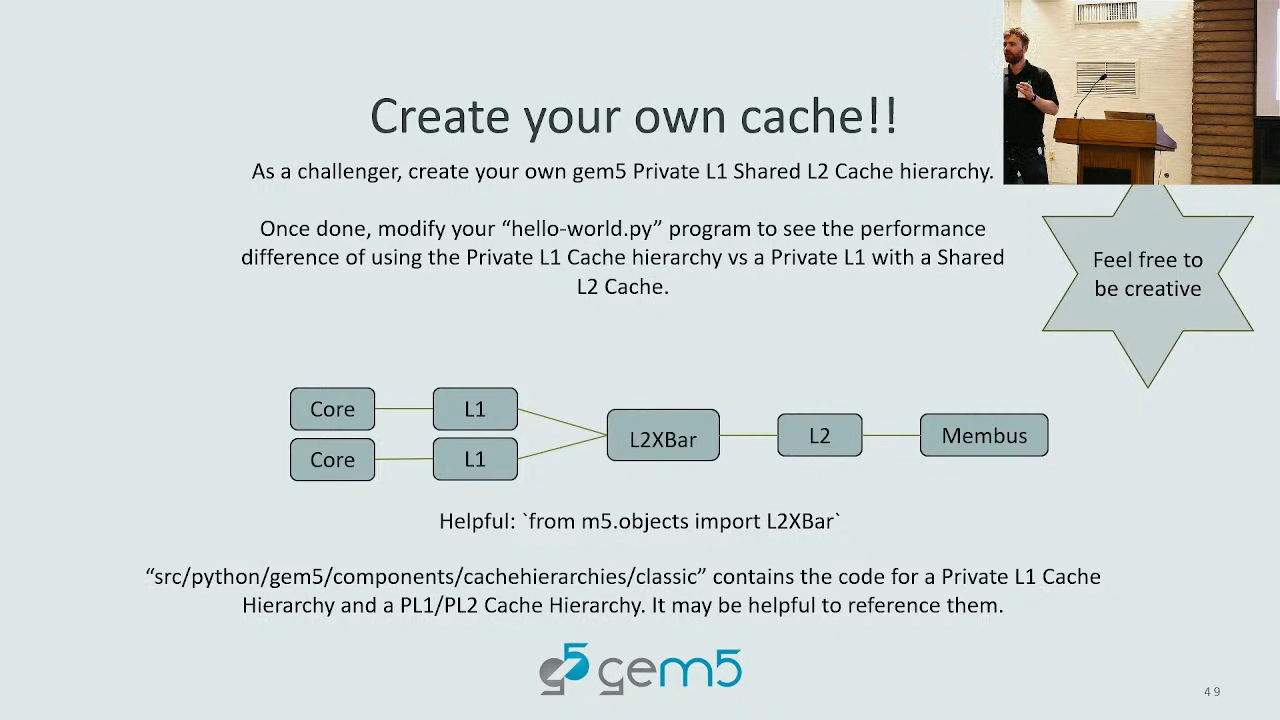 Create your own cache!!
As a challenger, create your own gem5 Private L1 Shared L2 Cache hierarchy.
Once done, modify your “hello-world.py” program to see the performance
difference of using the Private L1 Cache hierarchy vs a Private L1 with a Shared
L2 Cache.
Feel free to
be creative
Core
L1
Core
L1
L2XBar
L2
Membus
Helpful: `from m5.objects import L2XBar`
“src/python/gem5/components/cachehierarchies/classic” contains the code for a Private L1 Cache
Hierarchy and a PL1/PL2 Cache Hierarchy. It may be helpful to reference them.
g5 gem5
49